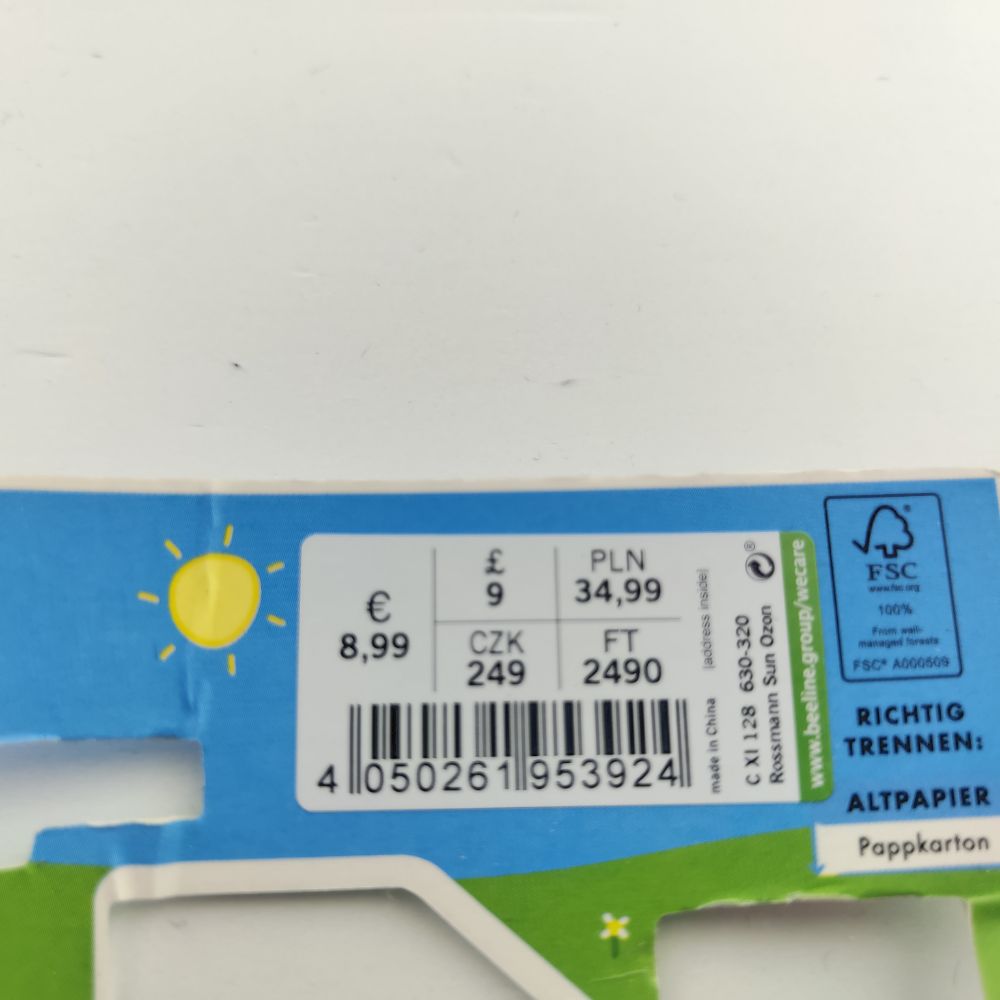 €
8,99
£
9
PLN
34,99
CZK
249
FT
2490
4 050261 953924
made in China
[address inside]
C XI 128 630-320
Rossmann Sun Ozon
www.beeline.group/wecare
®
FSC
www.fsc.org
100%
From well-
managed forests
FSC® A000509
RICHTIG
TRENNEN:
ALTPAPIER
Pappkarton